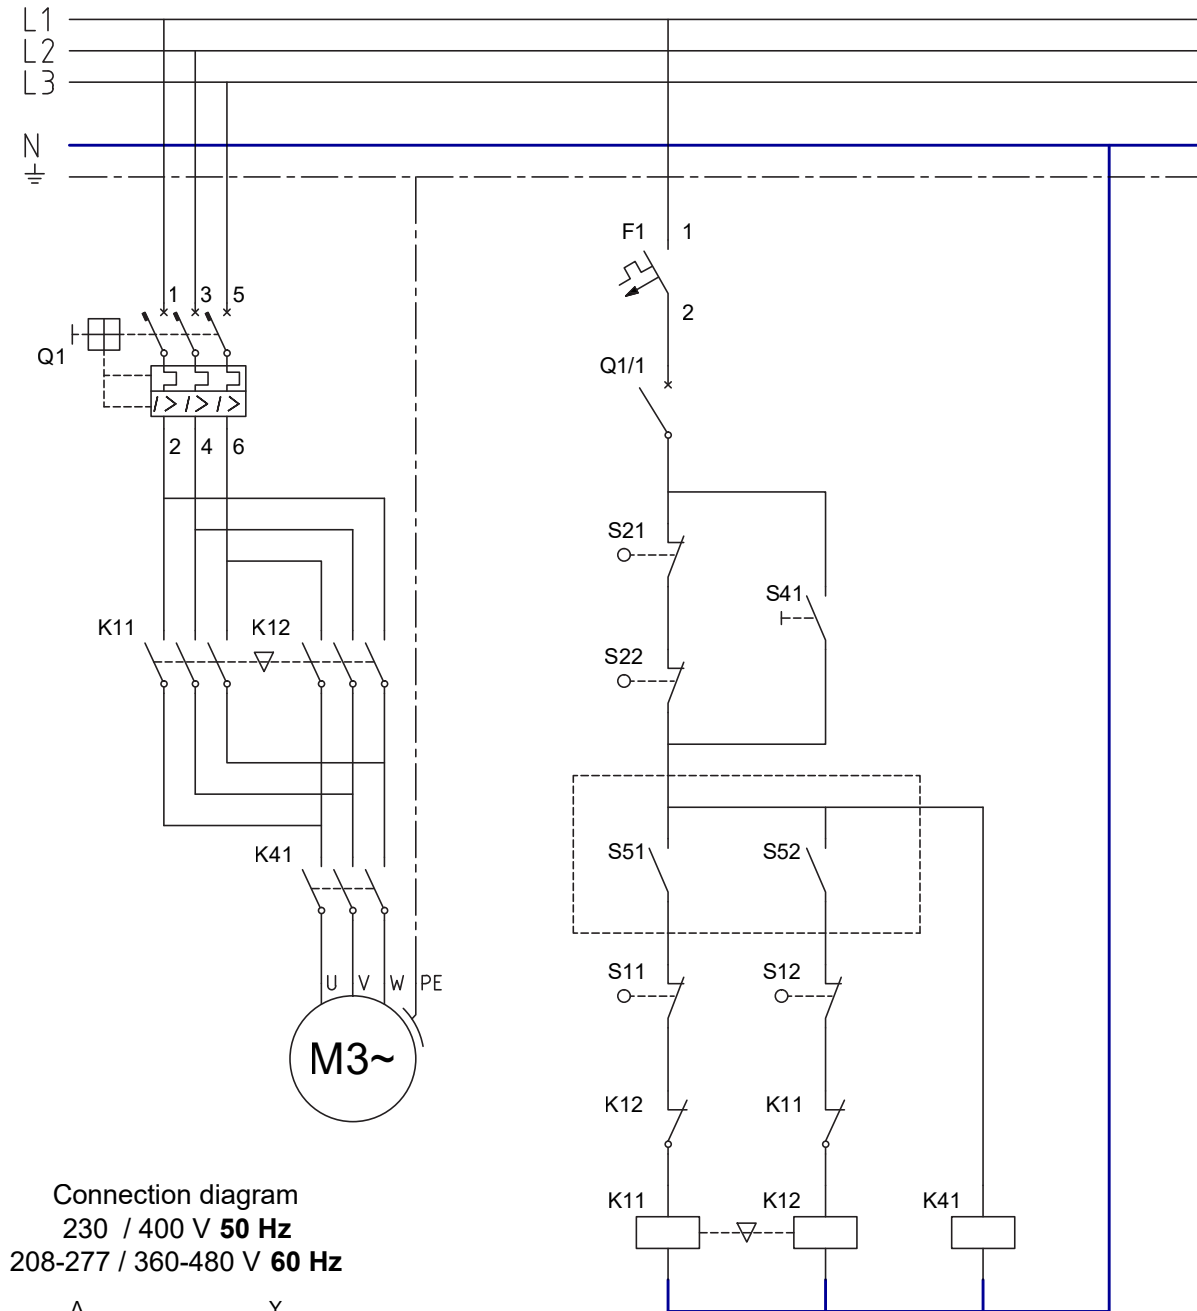 L1
L2
L3
N
F1 1
2
1 3 5
Q1
Q1/1
2 4 6
S21
S41
K11 K12
S22
K41
S51 S52
S11 S12
U V W PE
M3~
K12 K11
K11 K12 K41
Connection diagram
230 / 400 V 50 Hz
208-277 / 360-480 V 60 Hz